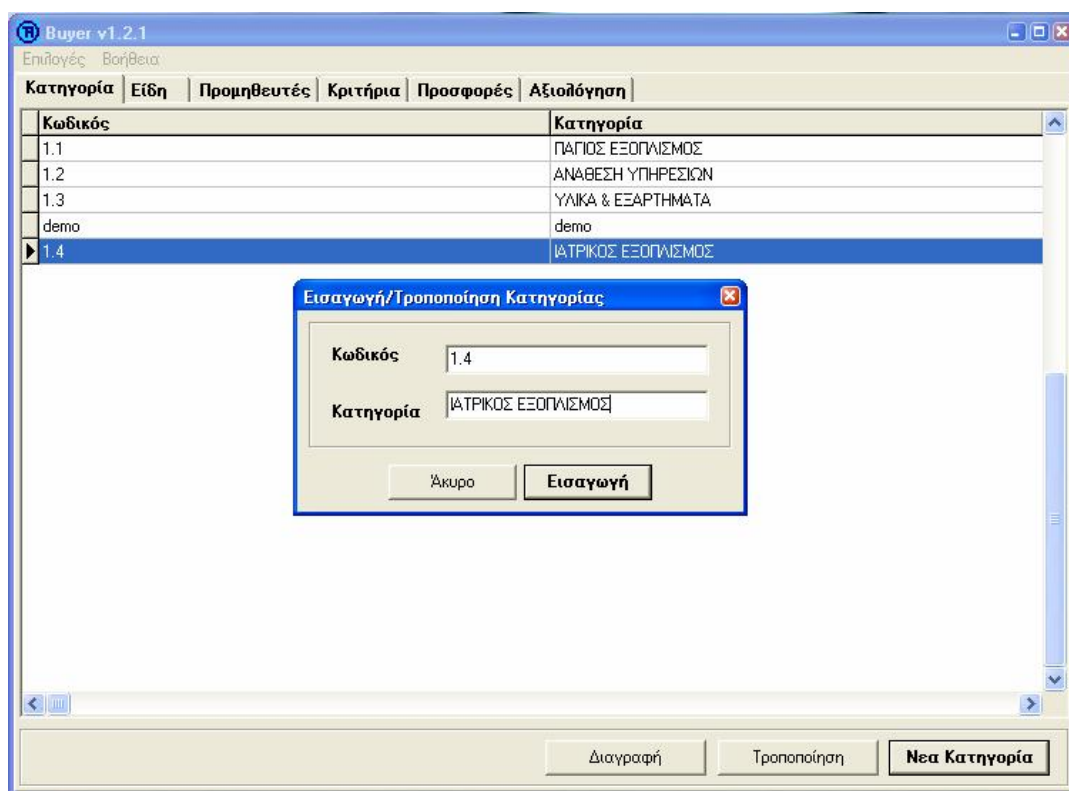 Buyer v1.2.1
Επιλογές Βοήθεια
Κατηγορία Είδη Προμηθευτές Κριτήρια Προσφορές Αξιολόγηση
Κωδικός Κατηγορία
1.1 ΠΑΓΙΟΣ ΕΞΟΠΛΙΣΜΟΣ
1.2 ΑΝΑΘΕΣΗ ΥΠΗΡΕΣΙΩΝ
1.3 ΥΛΙΚΑ & ΕΞΑΡΤΗΜΑΤΑ
demo demo
1.4 ΙΑΤΡΙΚΟΣ ΕΞΟΠΛΙΣΜΟΣ
Εισαγωγή/Τροποποίηση Κατηγορίας
Κωδικός 1.4
Κατηγορία ΙΑΤΡΙΚΟΣ ΕΞΟΠΛΙΣΜΟΣ
Άκυρο Εισαγωγή
Διαγραφή Τροποποίηση Νεα Κατηγορία